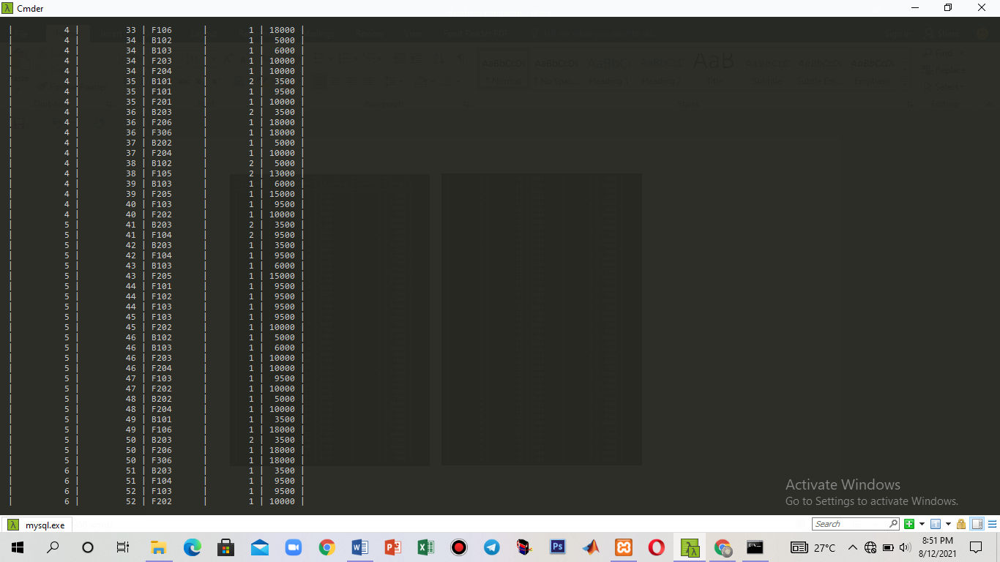 Cmder
| 4 | 33 | F106 | 1 | 18000 |
| 4 | 34 | B102 | 1 | 5000 |
| 4 | 34 | B103 | 1 | 6000 |
| 4 | 34 | F203 | 1 | 10000 |
| 4 | 34 | F204 | 1 | 10000 |
| 4 | 35 | B101 | 2 | 3500 |
| 4 | 35 | F101 | 1 | 9500 |
| 4 | 35 | F201 | 1 | 10000 |
| 4 | 36 | B203 | 2 | 3500 |
| 4 | 36 | F206 | 1 | 18000 |
| 4 | 36 | F306 | 1 | 18000 |
| 4 | 37 | B202 | 1 | 5000 |
| 4 | 37 | F204 | 1 | 10000 |
| 4 | 38 | B102 | 2 | 5000 |
| 4 | 38 | F105 | 2 | 13000 |
| 4 | 39 | B103 | 1 | 6000 |
| 4 | 39 | F205 | 1 | 15000 |
| 4 | 40 | F103 | 1 | 9500 |
| 4 | 40 | F202 | 1 | 10000 |
| 5 | 41 | B203 | 2 | 3500 |
| 5 | 41 | F104 | 2 | 9500 |
| 5 | 42 | B203 | 1 | 3500 |
| 5 | 42 | F104 | 1 | 9500 |
| 5 | 43 | B103 | 1 | 6000 |
| 5 | 43 | F205 | 1 | 15000 |
| 5 | 44 | F101 | 1 | 9500 |
| 5 | 44 | F102 | 1 | 9500 |
| 5 | 44 | F103 | 1 | 9500 |
| 5 | 45 | F103 | 1 | 9500 |
| 5 | 45 | F202 | 1 | 10000 |
| 5 | 46 | B102 | 1 | 5000 |
| 5 | 46 | B103 | 1 | 6000 |
| 5 | 46 | F203 | 1 | 10000 |
| 5 | 46 | F204 | 1 | 10000 |
| 5 | 47 | F103 | 1 | 9500 |
| 5 | 47 | F202 | 1 | 10000 |
| 5 | 48 | B202 | 1 | 5000 |
| 5 | 48 | F204 | 1 | 10000 |
| 5 | 49 | B101 | 1 | 3500 |
| 5 | 49 | F106 | 1 | 18000 |
| 5 | 50 | B203 | 2 | 3500 |
| 5 | 50 | F206 | 1 | 18000 |
| 5 | 50 | F306 | 1 | 18000 |
| 6 | 51 | B203 | 1 | 3500 |
| 6 | 51 | F104 | 1 | 9500 |
| 6 | 52 | F103 | 1 | 9500 |
| 6 | 52 | F202 | 1 | 10000 |
Activate Windows
Go to Settings to activate Windows.
mysql.exe
Search
27°C
8:51 PM
8/12/2021